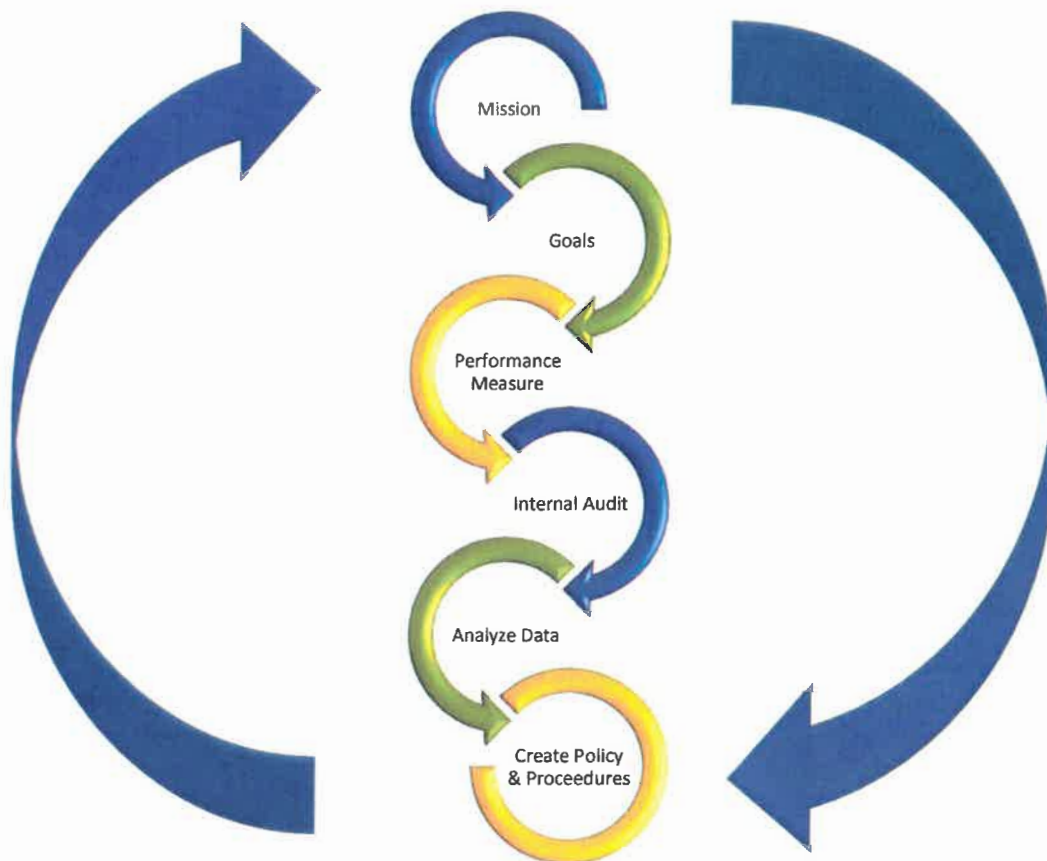 Mission
Goals
Performance
Measure
Internal Audit
Analyze Data
Create Policy
& Proceedures